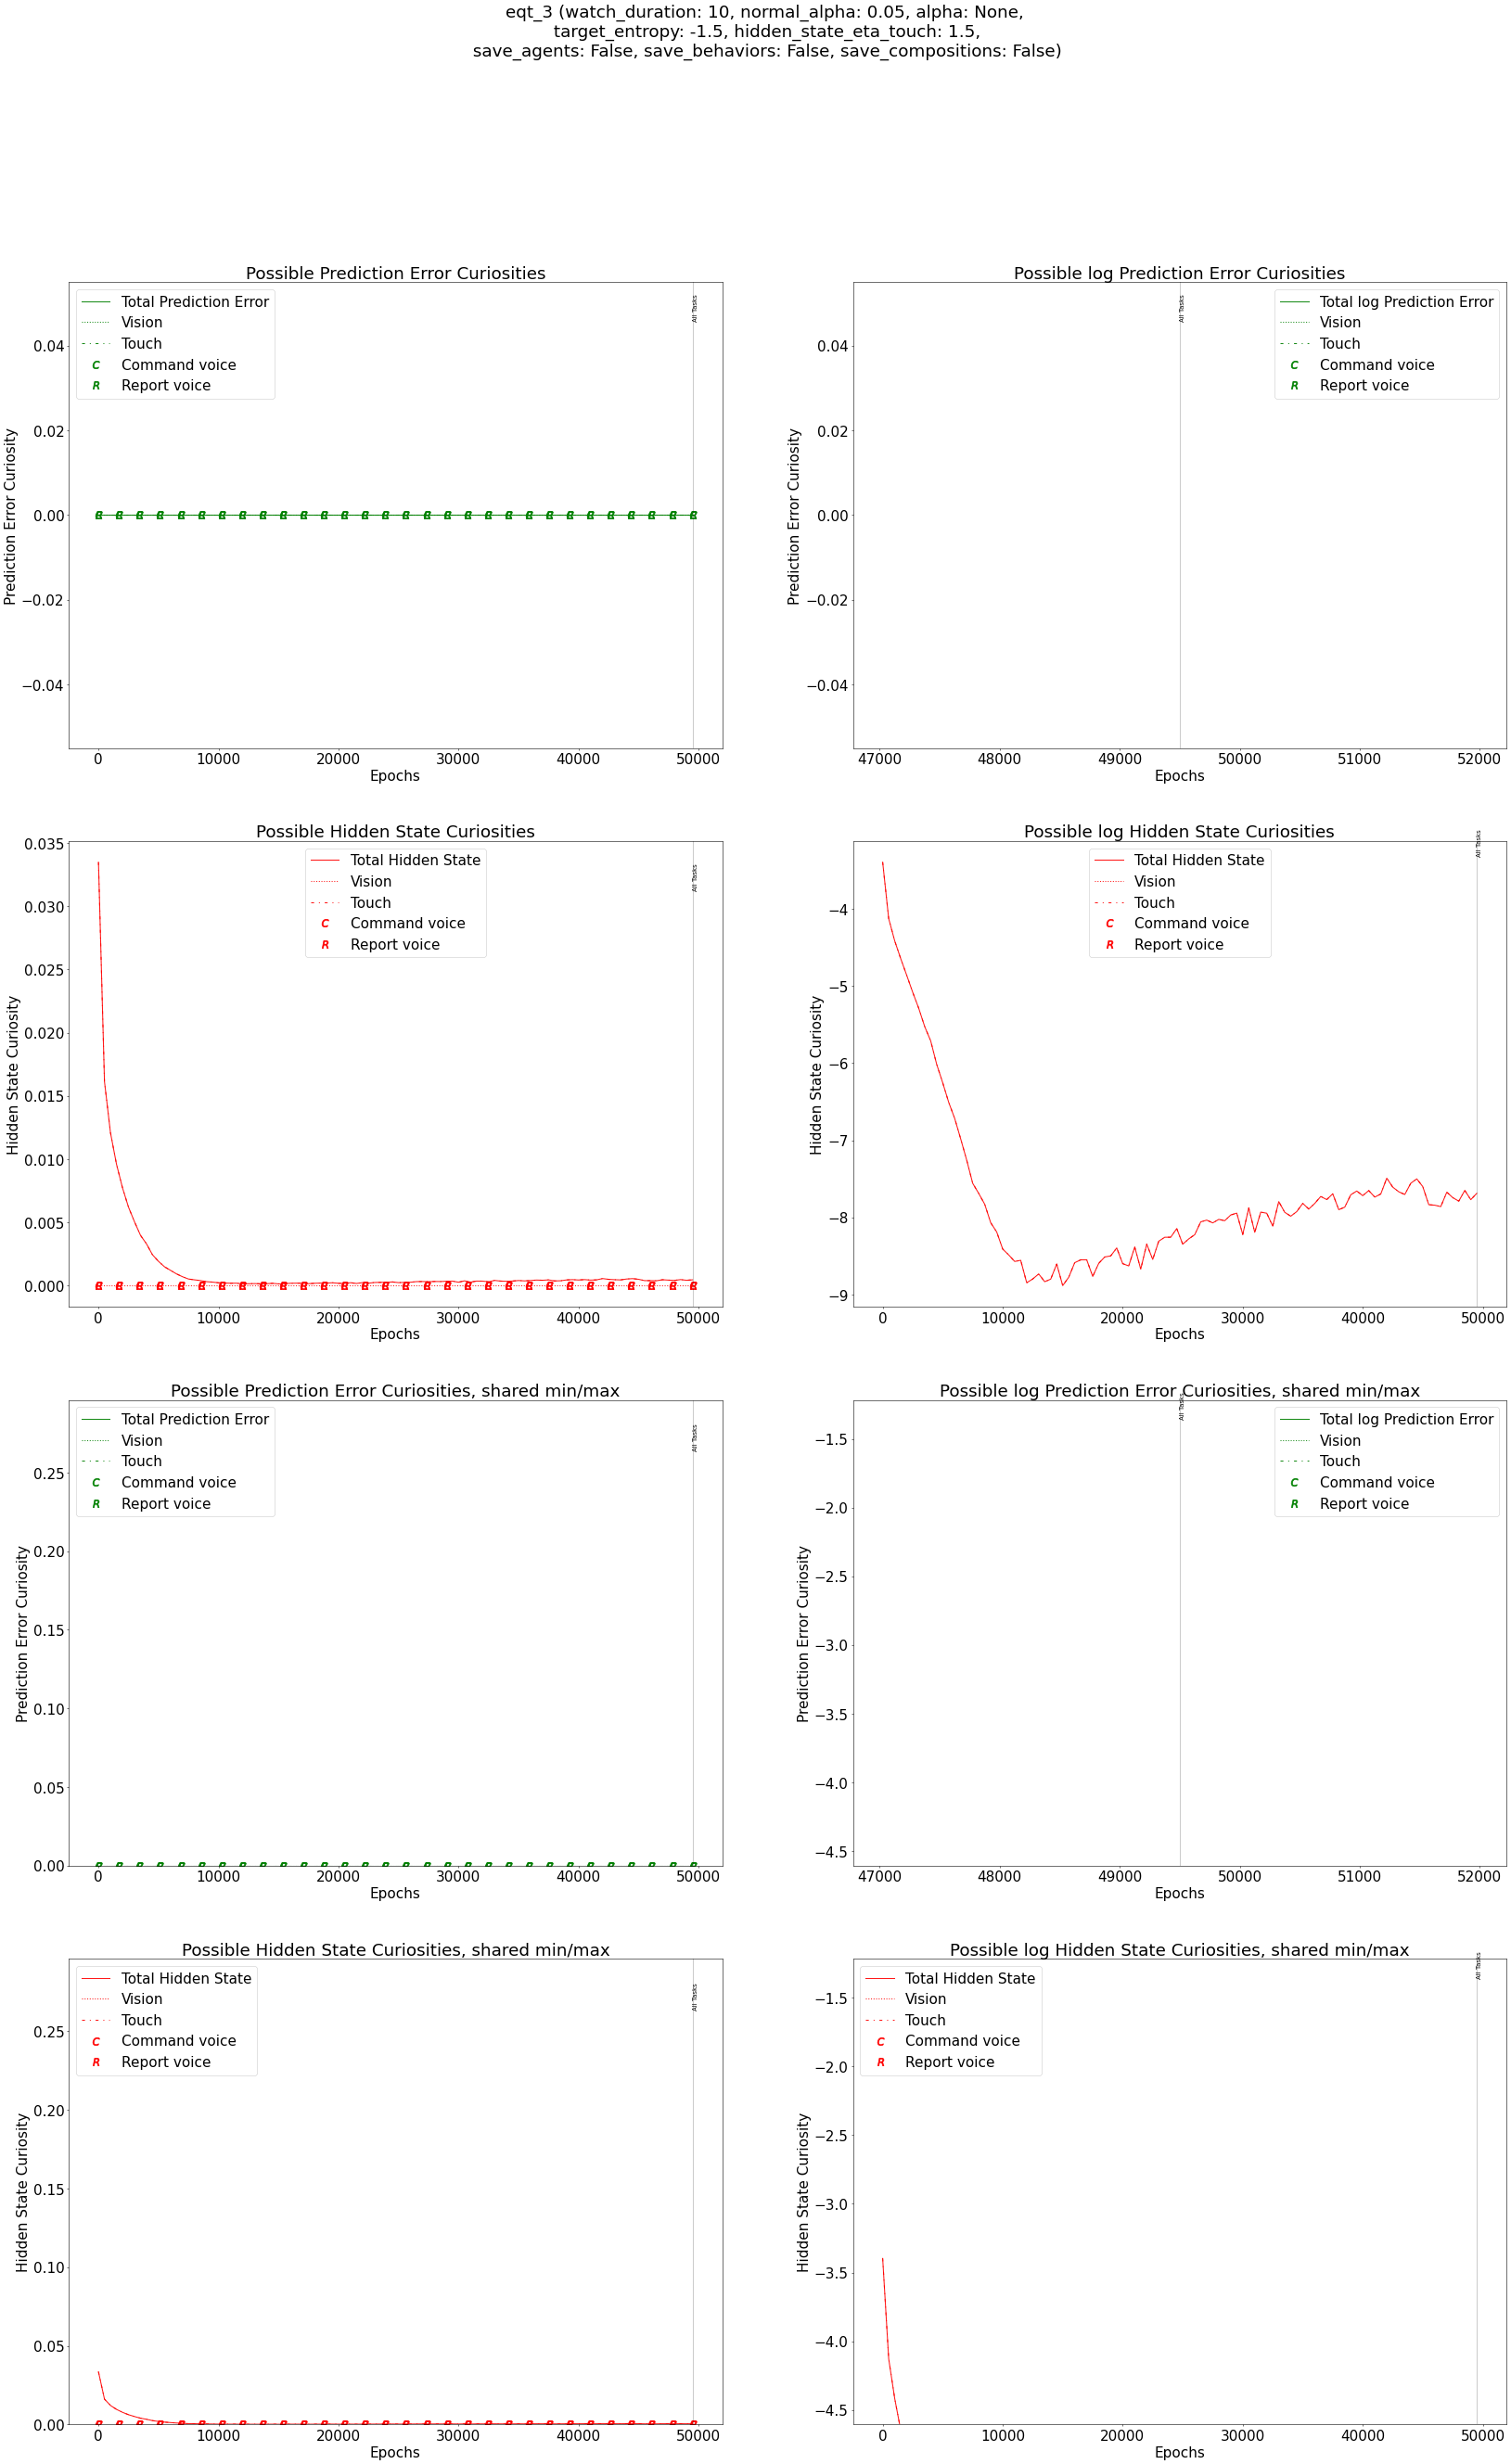 eqt_3 (watch_duration: 10, normal_alpha: 0.05, alpha: None,
target_entropy: -1.5, hidden_state_eta_touch: 1.5,
save_agents: False, save_behaviors: False, save_compositions: False)
Possible Prediction Error Curiosities
Total Prediction Error
Vision
Touch
C Command voice
R Report voice
All Tasks
Prediction Error Curiosity
0.04
0.02
0.00
−0.02
−0.04
0 10000 20000 30000 40000 50000
Epochs
Possible log Prediction Error Curiosities
Total log Prediction Error
Vision
Touch
C Command voice
R Report voice
All Tasks
Prediction Error Curiosity
0.04
0.02
0.00
−0.02
−0.04
47000 48000 49000 50000 51000 52000
Epochs
Possible Hidden State Curiosities
Total Hidden State
Vision
Touch
C Command voice
R Report voice
All Tasks
Hidden State Curiosity
0.035
0.030
0.025
0.020
0.015
0.010
0.005
0.000
0 10000 20000 30000 40000 50000
Epochs
Possible log Hidden State Curiosities
Total Hidden State
Vision
Touch
C Command voice
R Report voice
All Tasks
Hidden State Curiosity
−4
−5
−6
−7
−8
−9
0 10000 20000 30000 40000 50000
Epochs
Possible Prediction Error Curiosities, shared min/max
Total Prediction Error
Vision
Touch
C Command voice
R Report voice
All Tasks
Prediction Error Curiosity
0.25
0.20
0.15
0.10
0.05
0.00
0 10000 20000 30000 40000 50000
Epochs
Possible log Prediction Error Curiosities, shared min/max
Total log Prediction Error
Vision
Touch
C Command voice
R Report voice
All Tasks
Prediction Error Curiosity
−1.5
−2.0
−2.5
−3.0
−3.5
−4.0
−4.5
47000 48000 49000 50000 51000 52000
Epochs
Possible Hidden State Curiosities, shared min/max
Total Hidden State
Vision
Touch
C Command voice
R Report voice
All Tasks
Hidden State Curiosity
0.25
0.20
0.15
0.10
0.05
0.00
0 10000 20000 30000 40000 50000
Epochs
Possible log Hidden State Curiosities, shared min/max
Total Hidden State
Vision
Touch
C Command voice
R Report voice
All Tasks
Hidden State Curiosity
−1.5
−2.0
−2.5
−3.0
−3.5
−4.0
−4.5
0 10000 20000 30000 40000 50000
Epochs